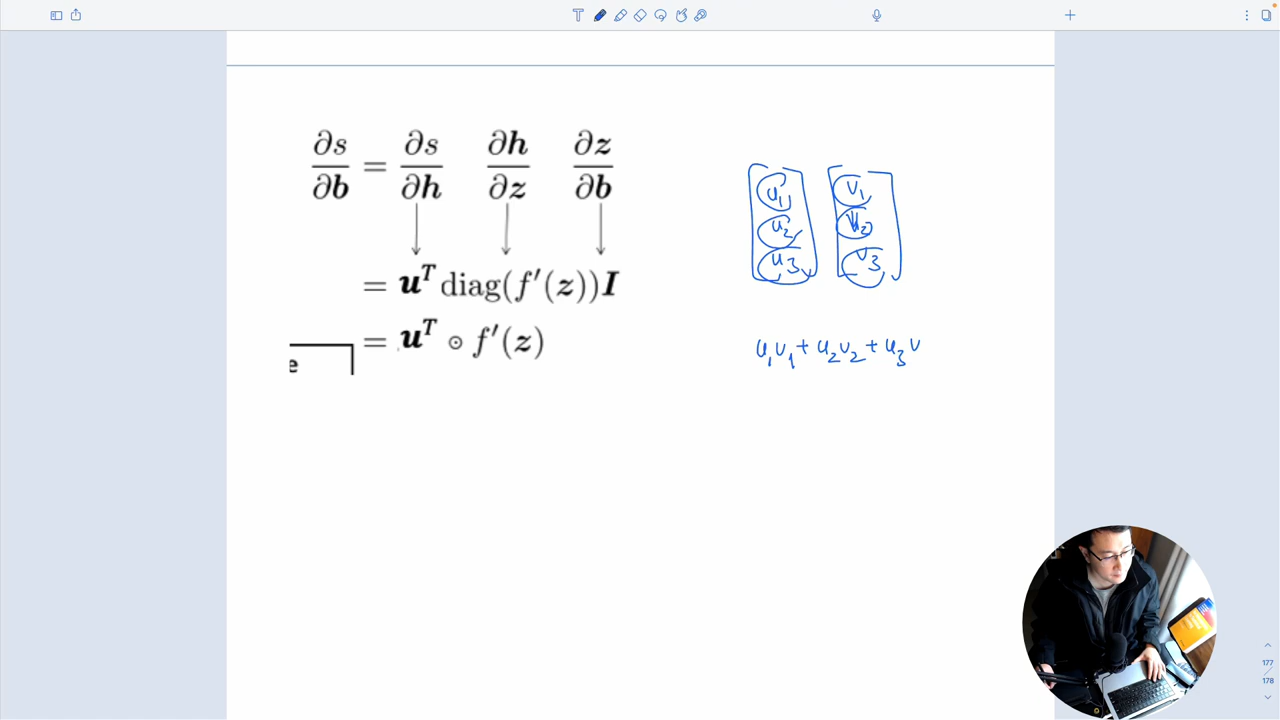 ∂s/∂b = ∂s/∂h ∂h/∂z ∂z/∂b
= u^T diag(f′(z))I
= u^T ⊙ f′(z)
e
u₁ v₁
u₂ v₂
u₃ v₃
u₁v₁ + u₂v₂ + u₃v
177
178